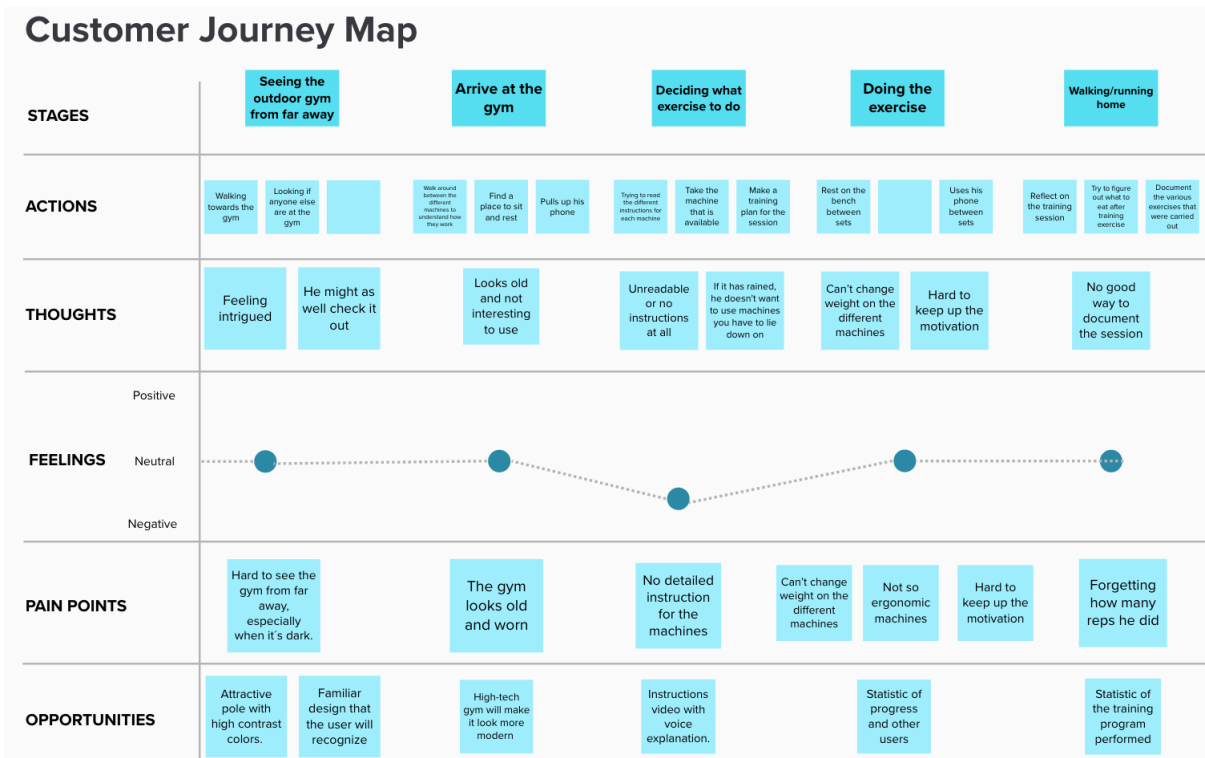 Customer Journey Map
STAGES
Seeing the
outdoor gym
from far away
Arrive at the
gym
Deciding what
exercise to do
Doing the
exercise
Walking/running
home
ACTIONS
Walking
towards the
gym
Looking if
anyone else
are at the
gym
Walk around
between the
different
machines to
understand how
they work
Find a
place to sit
and rest
Pulls up his
phone
Trying to read
the different
instructions for
each machine
Take the
machine
that is
available
Make a
training
plan for the
session
Rest on the
bench
between
sets
Uses his
phone
between
sets
Reflect on
the training
session
Try to figure
out what to
eat after
training
exercise
Document
the various
exercises that
were carried
out
THOUGHTS
Feeling
intrigued
He might as
well check it
out
Looks old
and not
interesting
to use
Unreadable
or no
instructions
at all
If it has rained,
he doesn't want
to use machines
you have to lie
down on
Can't change
weight on the
different
machines
Hard to
keep up the
motivation
No good
way to
document
the session
FEELINGS
Positive
Neutral
Negative
PAIN POINTS
Hard to see the
gym from far
away,
especially
when it´s dark.
The gym
looks old
and worn
No detailed
instruction
for the
machines
Can't change
weight on the
different
machines
Not so
ergonomic
machines
Hard to
keep up the
motivation
Forgetting
how many
reps he did
OPPORTUNITIES
Attractive
pole with
high contrast
colors.
Familiar
design that
the user will
recognize
High-tech
gym will make
it look more
modern
Instructions
video with
voice
explanation.
Statistic of
progress
and other
users
Statistic of
the training
program
performed